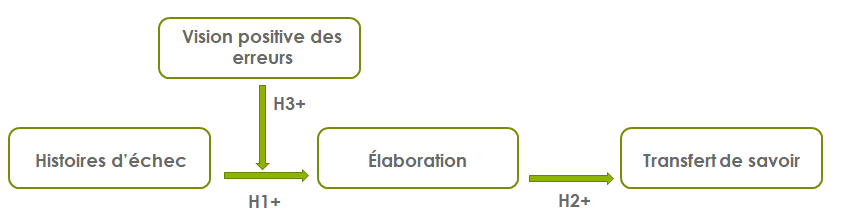 Vision positive des
erreurs
H3+
Histoires d'échec
Élaboration
Transfert de savoir
H1+
H2+